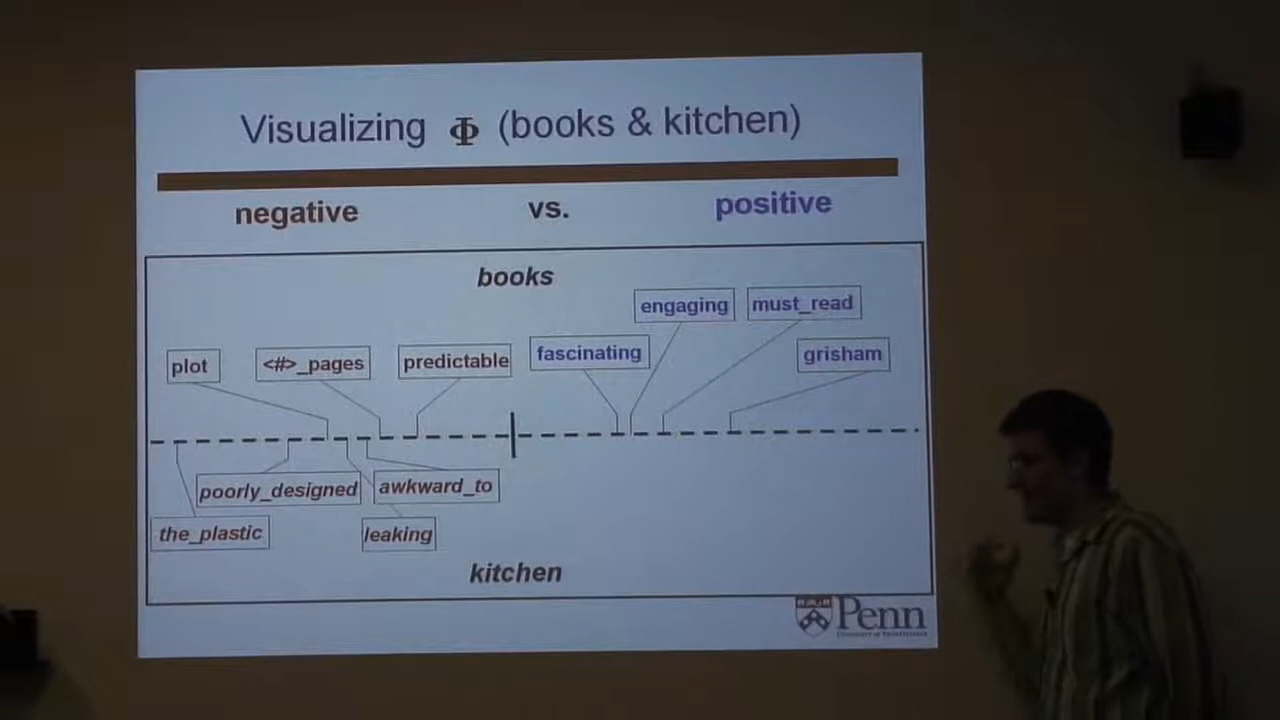 Visualizing Φ (books & kitchen)
negative vs. positive
books
engaging must_read
plot <#>_pages predictable fascinating grisham
poorly_designed awkward_to
the_plastic leaking
kitchen
Penn